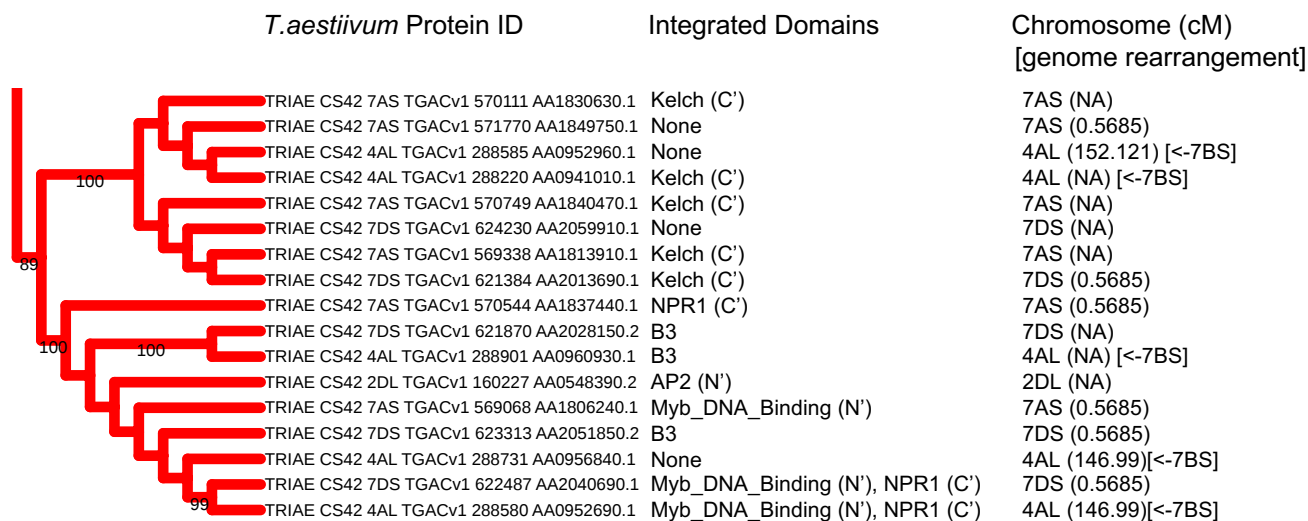 T.aestiivum Protein ID Integrated Domains Chromosome (cM)
[genome rearrangement]
TRIAE CS42 7AS TGACv1 570111 AA1830630.1 Kelch (C’) 7AS (NA)
TRIAE CS42 7AS TGACv1 571770 AA1849750.1 None 7AS (0.5685)
TRIAE CS42 4AL TGACv1 288585 AA0952960.1 None 4AL (152.121) [<-7BS]
100 TRIAE CS42 4AL TGACv1 288220 AA0941010.1 Kelch (C’) 4AL (NA) [<-7BS]
TRIAE CS42 7AS TGACv1 570749 AA1840470.1 Kelch (C’) 7AS (NA)
TRIAE CS42 7DS TGACv1 624230 AA2059910.1 None 7DS (NA)
89 TRIAE CS42 7AS TGACv1 569338 AA1813910.1 Kelch (C’) 7AS (NA)
TRIAE CS42 7DS TGACv1 621384 AA2013690.1 Kelch (C’) 7DS (0.5685)
TRIAE CS42 7AS TGACv1 570544 AA1837440.1 NPR1 (C’) 7AS (0.5685)
TRIAE CS42 7DS TGACv1 621870 AA2028150.2 B3 7DS (NA)
100 100 TRIAE CS42 4AL TGACv1 288901 AA0960930.1 B3 4AL (NA) [<-7BS]
TRIAE CS42 2DL TGACv1 160227 AA0548390.2 AP2 (N’) 2DL (NA)
TRIAE CS42 7AS TGACv1 569068 AA1806240.1 Myb_DNA_Binding (N’) 7AS (0.5685)
TRIAE CS42 7DS TGACv1 623313 AA2051850.2 B3 7DS (0.5685)
TRIAE CS42 4AL TGACv1 288731 AA0956840.1 None 4AL (146.99)[<-7BS]
TRIAE CS42 7DS TGACv1 622487 AA2040690.1 Myb_DNA_Binding (N’), NPR1 (C’) 7DS (0.5685)
99 TRIAE CS42 4AL TGACv1 288580 AA0952690.1 Myb_DNA_Binding (N’), NPR1 (C’) 4AL (146.99)[<-7BS]